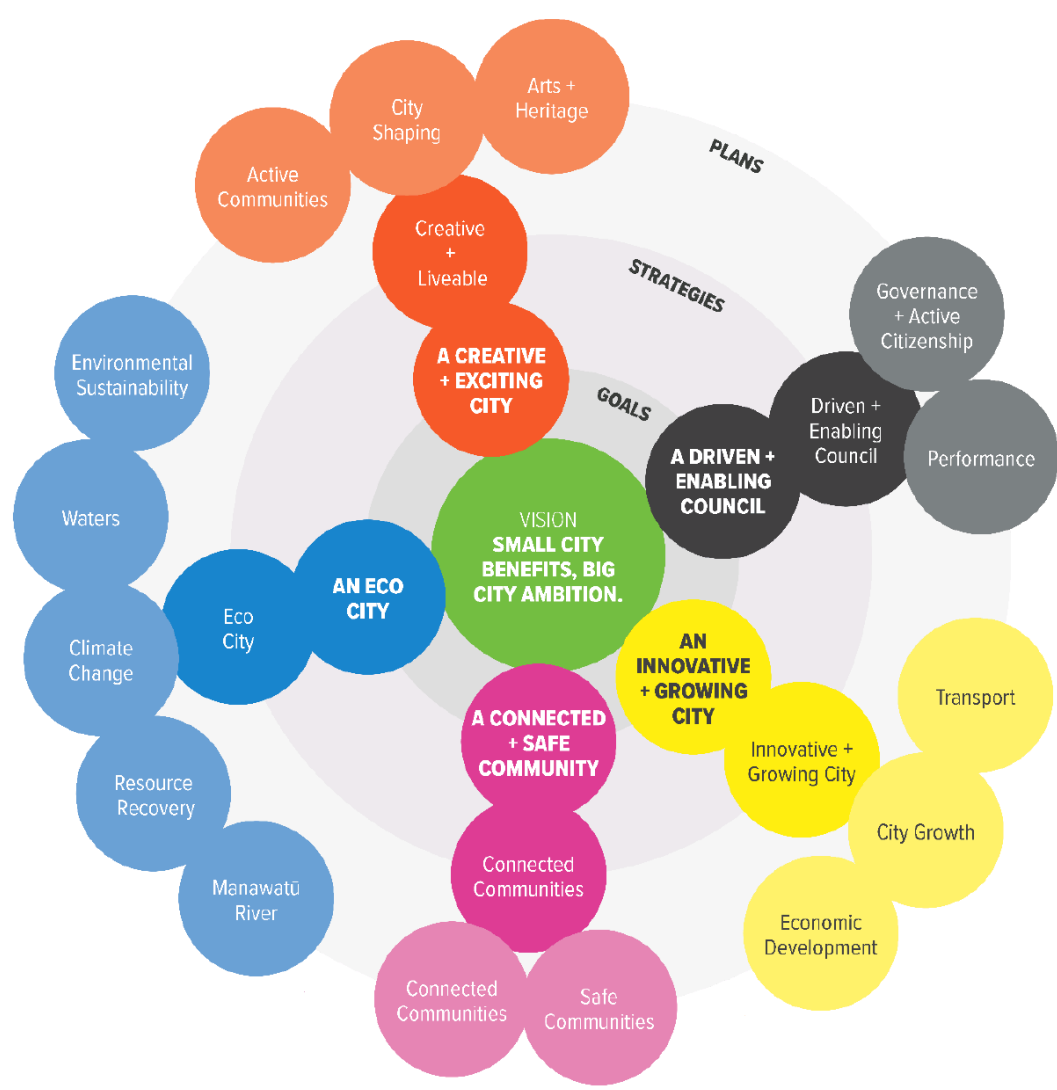 Arts +
Heritage
City
Shaping
Active
Communities
PLANS
Creative
+
Liveable
STRATEGIES
Governance
+ Active
Citizenship
Environmental
Sustainability
A CREATIVE
+ EXCITING
CITY
GOALS
Driven +
Enabling
Council
Performance
A DRIVEN +
ENABLING
COUNCIL
Waters
VISION
SMALL CITY
BENEFITS, BIG
CITY AMBITION.
AN ECO
CITY
Eco
City
Climate
Change
AN
INNOVATIVE
+ GROWING
CITY
Transport
A CONNECTED
+ SAFE
COMMUNITY
Innovative +
Growing City
Resource
Recovery
City Growth
Connected
Communities
Manawatū
River
Economic
Development
Connected
Communities
Safe
Communities